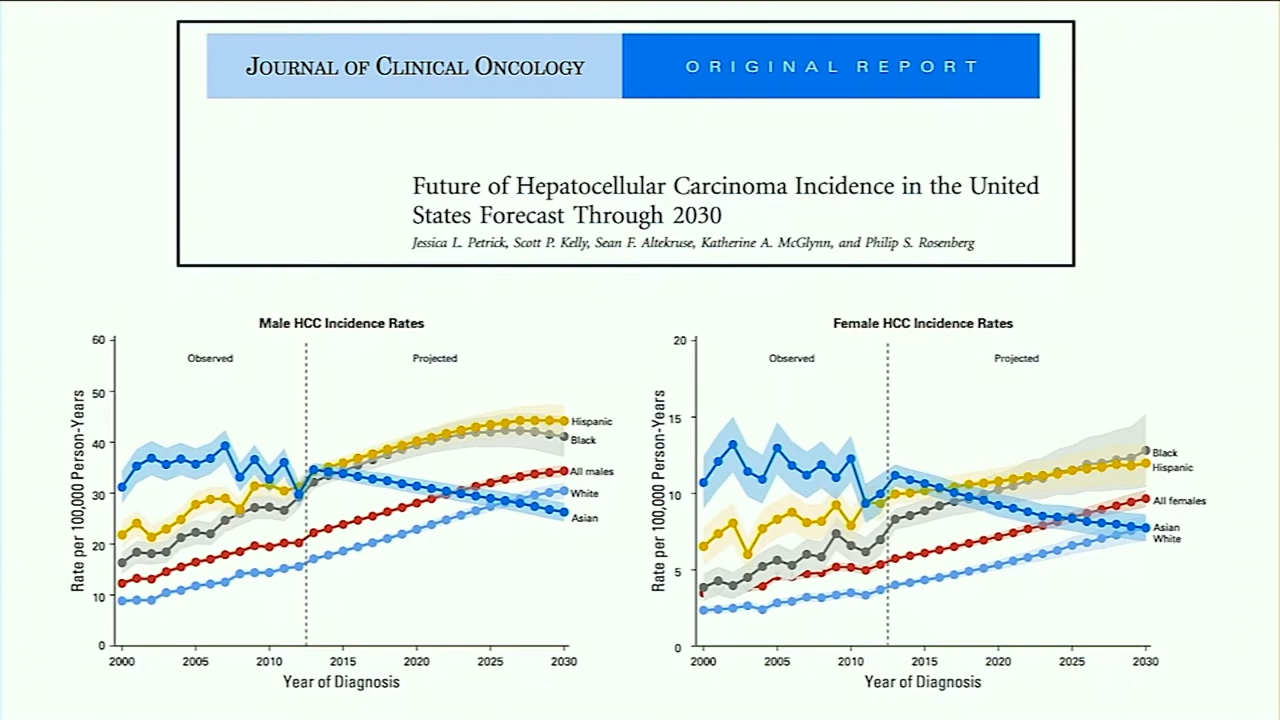 JOURNAL OF CLINICAL ONCOLOGY
ORIGINAL REPORT
Future of Hepatocellular Carcinoma Incidence in the United
States Forecast Through 2030
Jessica L. Petrick, Scott P. Kelly, Sean F. Altekruse, Katherine A. McGlynn, and Philip S. Rosenberg
Male HCC Incidence Rates
Observed
Projected
Rate per 100,000 Person-Years
60
50
40
30
20
10
0
Hispanic
Black
All males
White
Asian
2000 2005 2010 2015 2020 2025 2030
Year of Diagnosis
Female HCC Incidence Rates
Observed
Projected
Rate per 100,000 Person-Years
20
15
10
5
0
Black
Hispanic
All females
Asian
White
2000 2005 2010 2015 2020 2025 2030
Year of Diagnosis